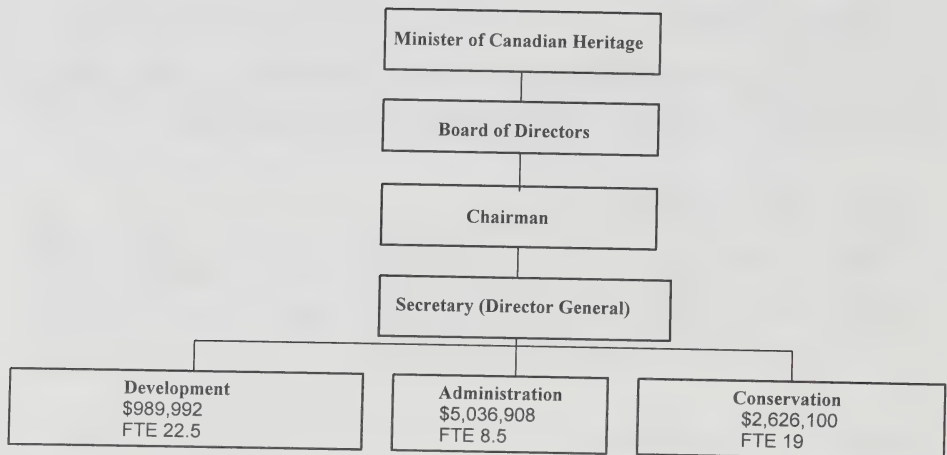 Minister of Canadian Heritage
Board of Directors
Chairman
Secretary (Director General)
Development
$989,992
FTE 22.5
Administration
$5,036,908
FTE 8.5
Conservation
$2,626,100
FTE 19